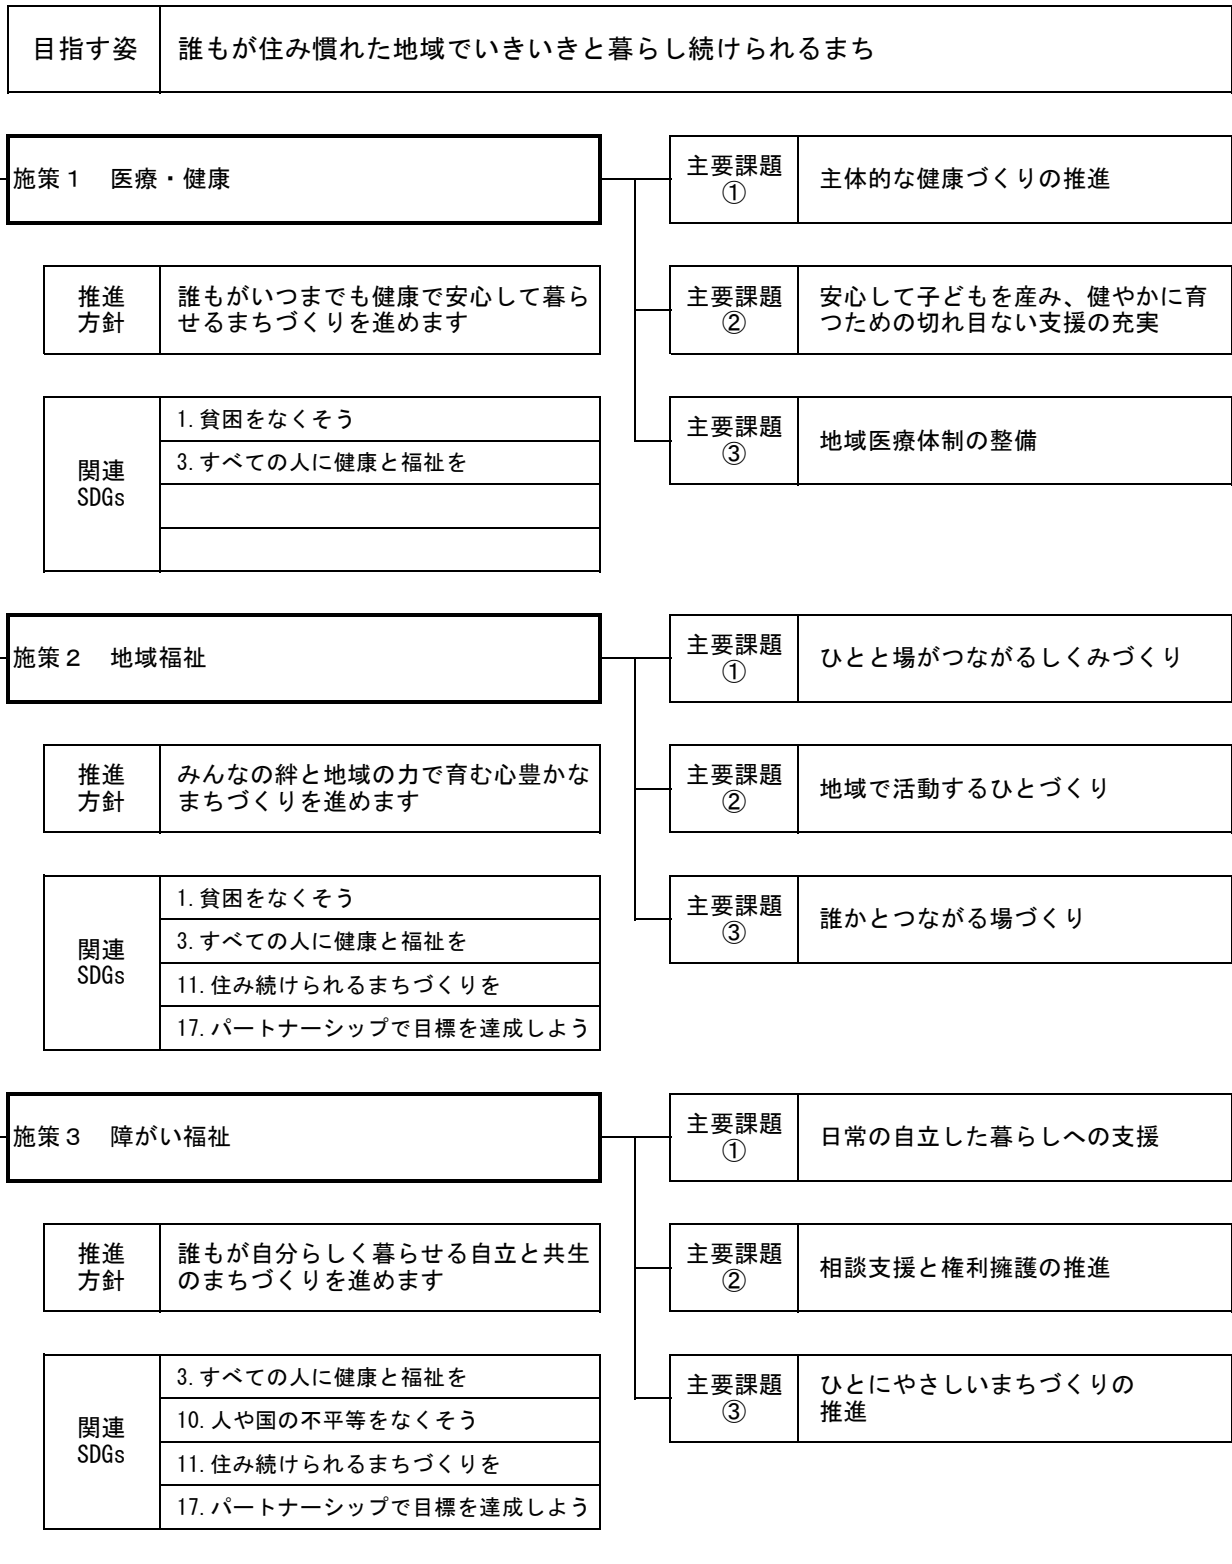 目指す姿
誰もが住み慣れた地域でいきいきと暮らし続けられるまち
施策１　医療・健康
主要課題
①
主体的な健康づくりの推進
推進
方針
誰もがいつまでも健康で安心して暮ら
せるまちづくりを進めます
主要課題
②
安心して子どもを産み、健やかに育
つための切れ目ない支援の充実
関連
SDGs
1.貧困をなくそう
3.すべての人に健康と福祉を
主要課題
③
地域医療体制の整備
施策２　地域福祉
主要課題
①
ひとと場がつながるしくみづくり
推進
方針
みんなの絆と地域の力で育む心豊かな
まちづくりを進めます
主要課題
②
地域で活動するひとづくり
関連
SDGs
1.貧困をなくそう
3.すべての人に健康と福祉を
11.住み続けられるまちづくりを
17.パートナーシップで目標を達成しよう
主要課題
③
誰かとつながる場づくり
施策３　障がい福祉
主要課題
①
日常の自立した暮らしへの支援
推進
方針
誰もが自分らしく暮らせる自立と共生
のまちづくりを進めます
主要課題
②
相談支援と権利擁護の推進
関連
SDGs
3.すべての人に健康と福祉を
10.人や国の不平等をなくそう
11.住み続けられるまちづくりを
17.パートナーシップで目標を達成しよう
主要課題
③
ひとにやさしいまちづくりの
推進